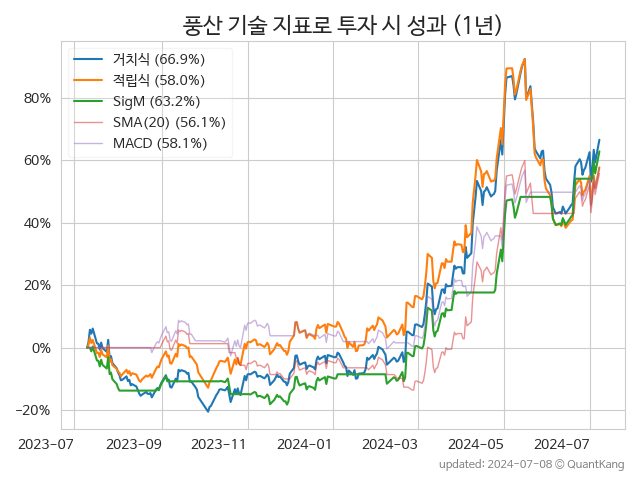 풍산 기술 지표로 투자 시 성과 (1년)
거치식 (66.9%)
적립식 (58.0%)
SigM (63.2%)
SMA(20) (56.1%)
MACD (58.1%)
80%
60%
40%
20%
0%
−20%
2023-07 2023-09 2023-11 2024-01 2024-03 2024-05 2024-07
updated: 2024-07-08 © QuantKang